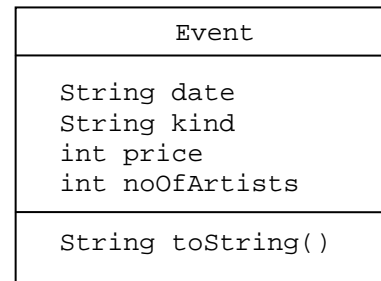 Event
String date
String kind
int price
int noOfArtists
String toString()